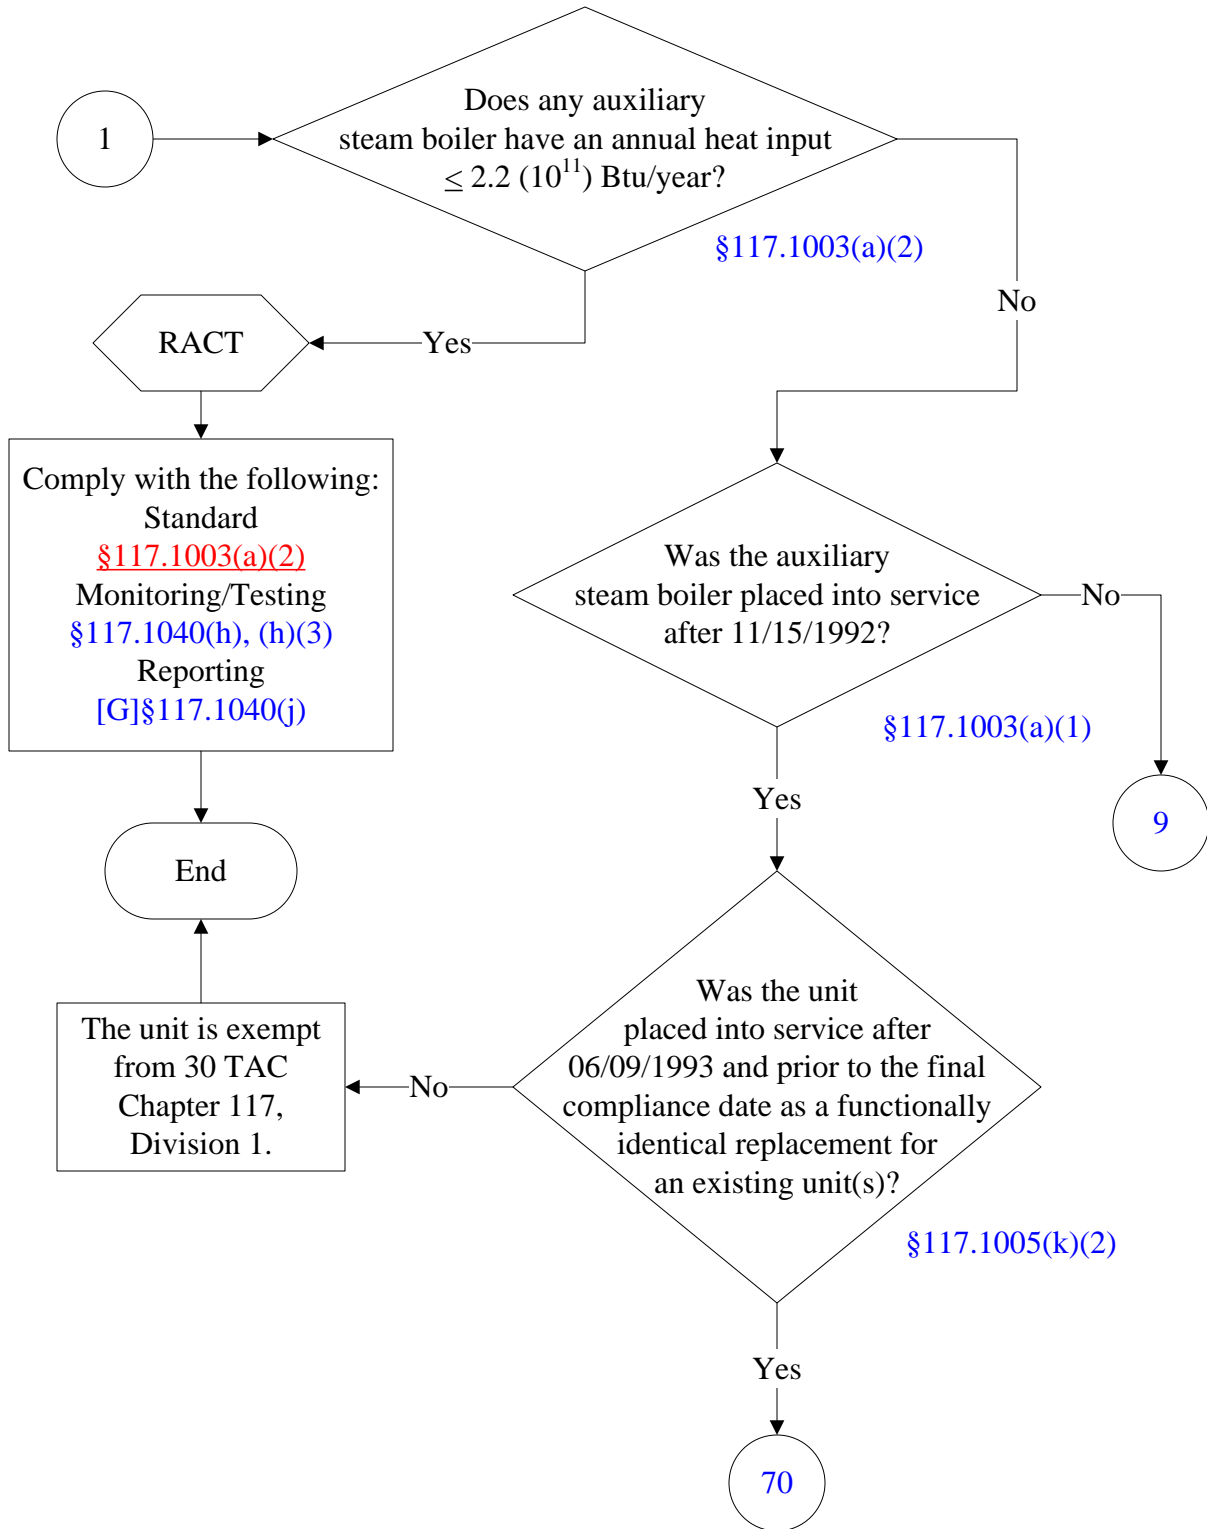 1
Does any auxiliary
steam boiler have an annual heat input
≤ 2.2 (10¹¹) Btu/year?
§117.1003(a)(2)
No
Yes
RACT
Comply with the following:
Standard
§117.1003(a)(2)
Monitoring/Testing
§117.1040(h), (h)(3)
Reporting
[G]§117.1040(j)
Was the auxiliary
steam boiler placed into service
after 11/15/1992?
No
§117.1003(a)(1)
Yes
9
End
Was the unit
placed into service after
06/09/1993 and prior to the final
compliance date as a functionally
identical replacement for
an existing unit(s)?
No
The unit is exempt
from 30 TAC
Chapter 117,
Division 1.
§117.1005(k)(2)
Yes
70